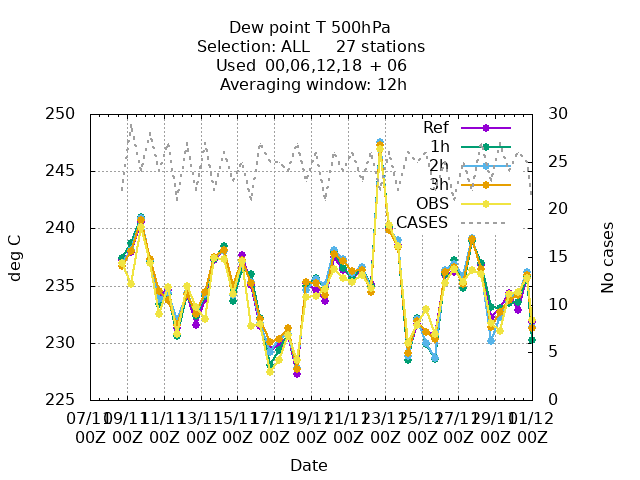 Dew point T 500hPa
Selection: ALL 27 stations
Used 00,06,12,18 + 06
Averaging window: 12h
250
245
240
235
230
225
30
25
20
15
10
5
0
deg C
No cases
Ref
1h
2h
3h
OBS
CASES
07/11 09/11 11/11 13/11 15/11 17/11 19/11 21/11 23/11 25/11 27/11 29/11 01/12
00Z 00Z 00Z 00Z 00Z 00Z 00Z 00Z 00Z 00Z 00Z 00Z 00Z
Date